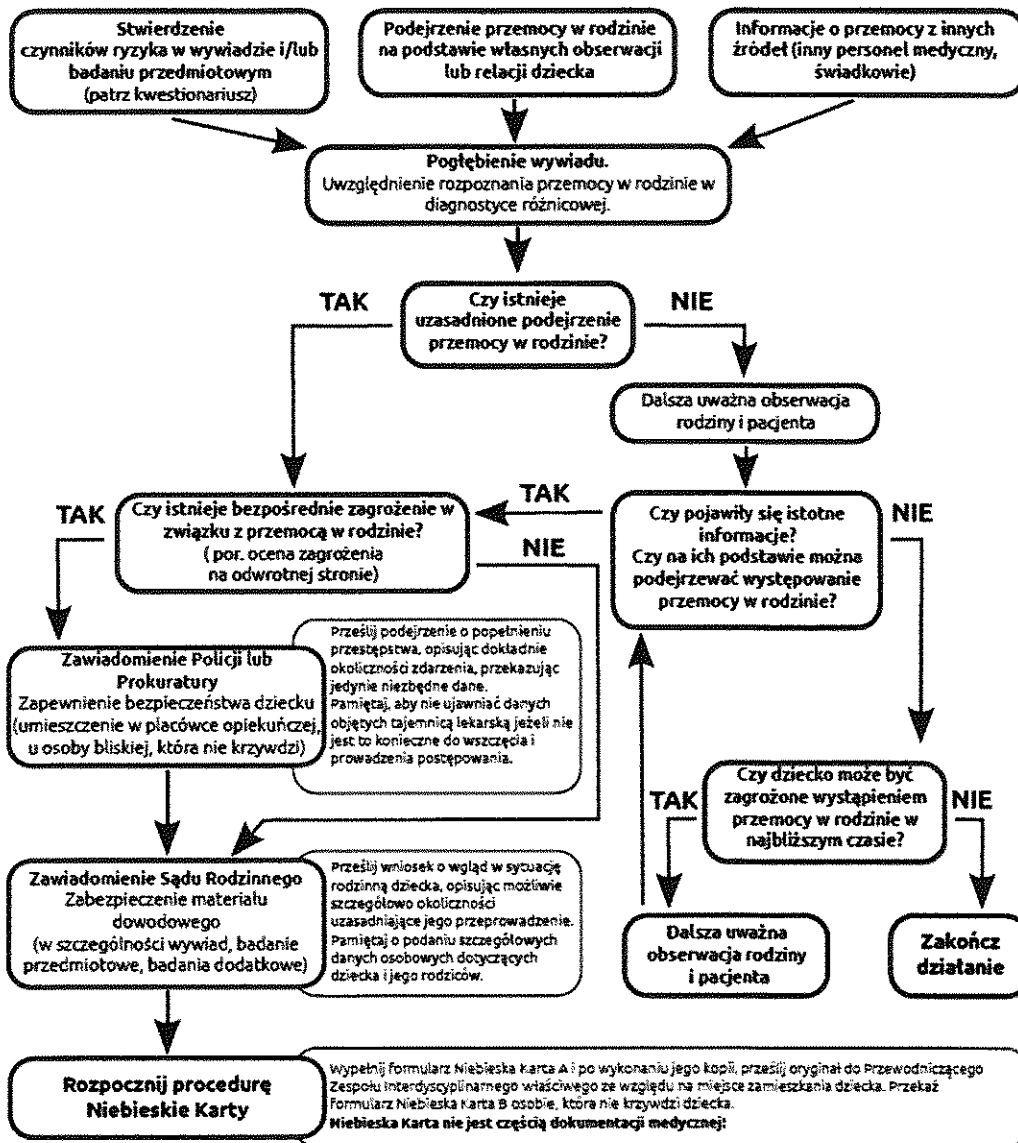 Stwierdzenie
czynników ryzyka w wywiadzie i/lub
badaniu przedmiotowym
(patrz kwestionariusz)
Podejrzenie przemocy w rodzinie
na podstawie własnych obserwacji
lub relacji dziecka
Informacje o przemocy z innych
źródeł (inny personel medyczny,
świadkowie)
Pogłębienie wywiadu.
Uwzględnienie rozpoznania przemocy w rodzinie w
diagnostyce różnicowej.
TAK
Czy istnieje
uzasadnione podejrzenie
przemocy w rodzinie?
NIE
Dalsza uważna obserwacja
rodziny i pacjenta
TAK
Czy istnieje bezpośrednie zagrożenie w
związku z przemocą w rodzinie?
( por. ocena zagrożenia
na odwrotnej stronie)
NIE
TAK
Czy pojawiły się istotne
informacje?
Czy na ich podstawie można
podejrzewać występowanie
przemocy w rodzinie?
NIE
Zawiadomienie Policji lub
Prokuratury
Zapewnienie bezpieczeństwa dziecku
(umieszczenie w placówce opiekuńczej,
u osoby bliskiej, która nie krzywdzi)
Prześlij podejrzenie o popełnieniu
przestępstwa, opisując dokładnie
okoliczności zdarzenia, przekazując
jedynie niezbędne dane.
Pamiętaj, aby nie ujawniać danych
objętych tajemnicą lekarską jeżeli nie
jest to konieczne do wszczęcia i
prowadzenia postępowania.
TAK
Czy dziecko może być
zagrożone wystąpieniem
przemocy w rodzinie w
najbliższym czasie?
NIE
Zawiadomienie Sądu Rodzinnego
Zabezpieczenie materiału
dowodowego
(w szczególności wywiad, badanie
przedmiotowe, badania dodatkowe)
Prześlij wniosek o wgląd w sytuację
rodzinną dziecka, opisując możliwie
szczegółowo okoliczności
uzasadniające jego przeprowadzenie.
Pamiętaj o podaniu szczegółowych
danych osobowych dotyczących
dziecka i jego rodziców.
Dalsza uważna
obserwacja rodziny
i pacjenta
Zakończ
działanie
Rozpocznij procedurę
Niebieskie Karty
Wypełnij formularz Niebieska Karta A i po wykonaniu jego kopii, prześlij oryginał do Przewodniczącego
Zespołu Interdyscyplinarnego właściwego ze względu na miejsce zamieszkania dziecka. Przekaż
formularz Niebieska Karta B osobie, która nie krzywdzi dziecka.
Niebieska Karta nie jest częścią dokumentacji medycznej!